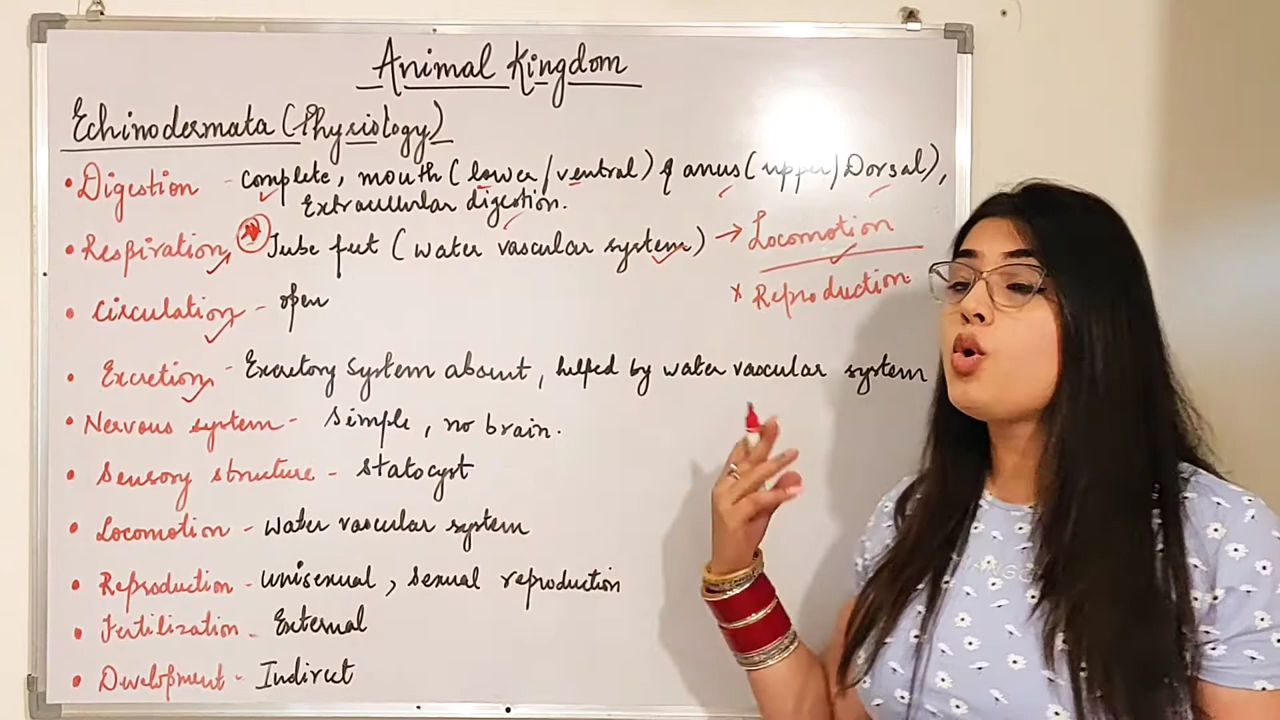 Animal Kingdom
Echinodermata (Physiology)
• Digestion - complete, mouth (lower/ventral) & anus (upper/Dorsal),
Extracellular digestion.
• Respiration, Tube feet (water vascular system) → Locomotion
x Reproduction
• Circulation - open
• Excretion - Excretory system absent, helped by water vascular system
• Nervous system - simple, no brain.
• Sensory structure - statocyst
• Locomotion - water vascular system
• Reproduction - unisexual, sexual reproduction
• Fertilization - External
• Development - Indirect